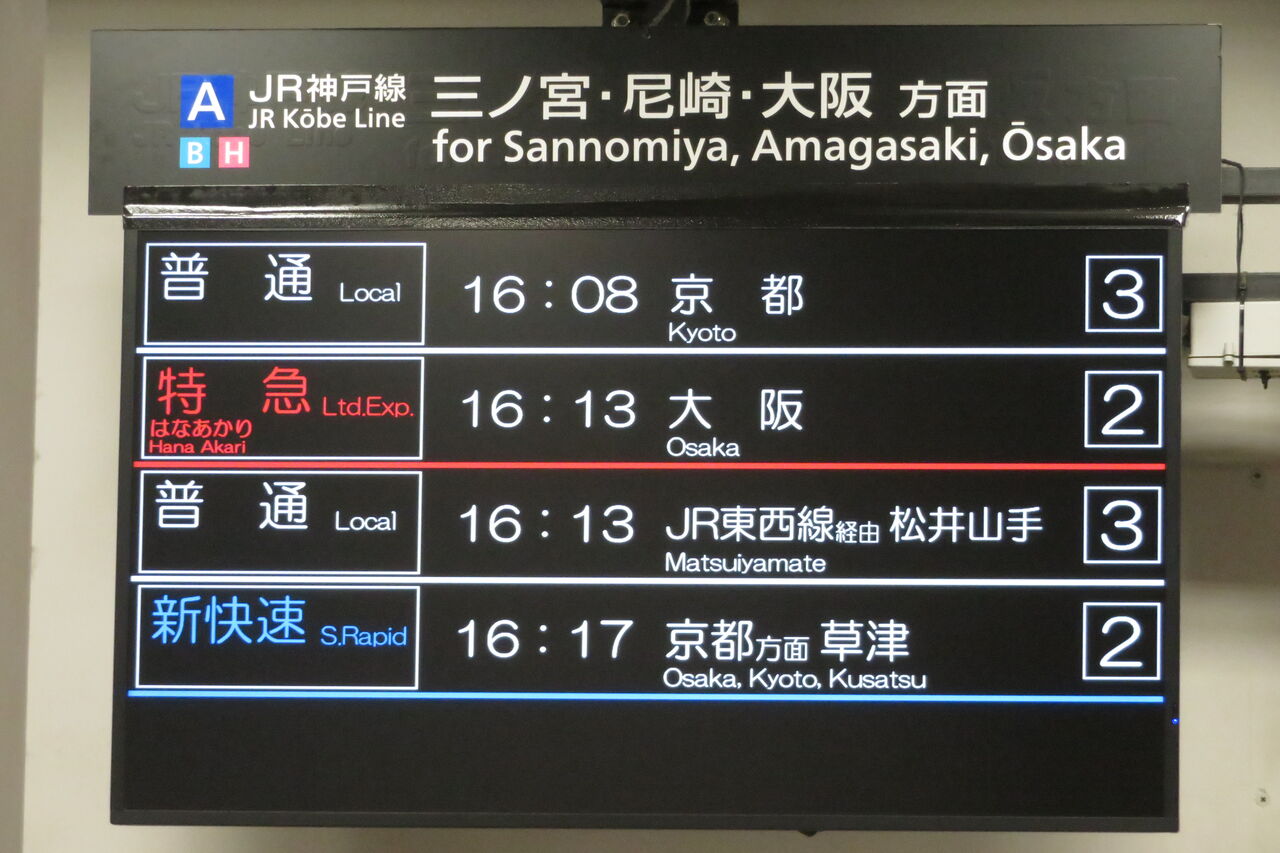 A JR神戸線 三ノ宮・尼崎・大阪 方面
JR Kōbe Line for Sannomiya, Amagasaki, Ōsaka
B H
普 通 Local 16:08 京 都 3
Kyoto
特 急 Ltd.Exp. 16:13 大 阪 2
はなあかり
Hana Akari Osaka
普 通 Local 16:13 JR東西線経由 松井山手 3
Matsuiyamate
新快速 S.Rapid 16:17 京都方面 草津 2
Osaka, Kyoto, Kusatsu